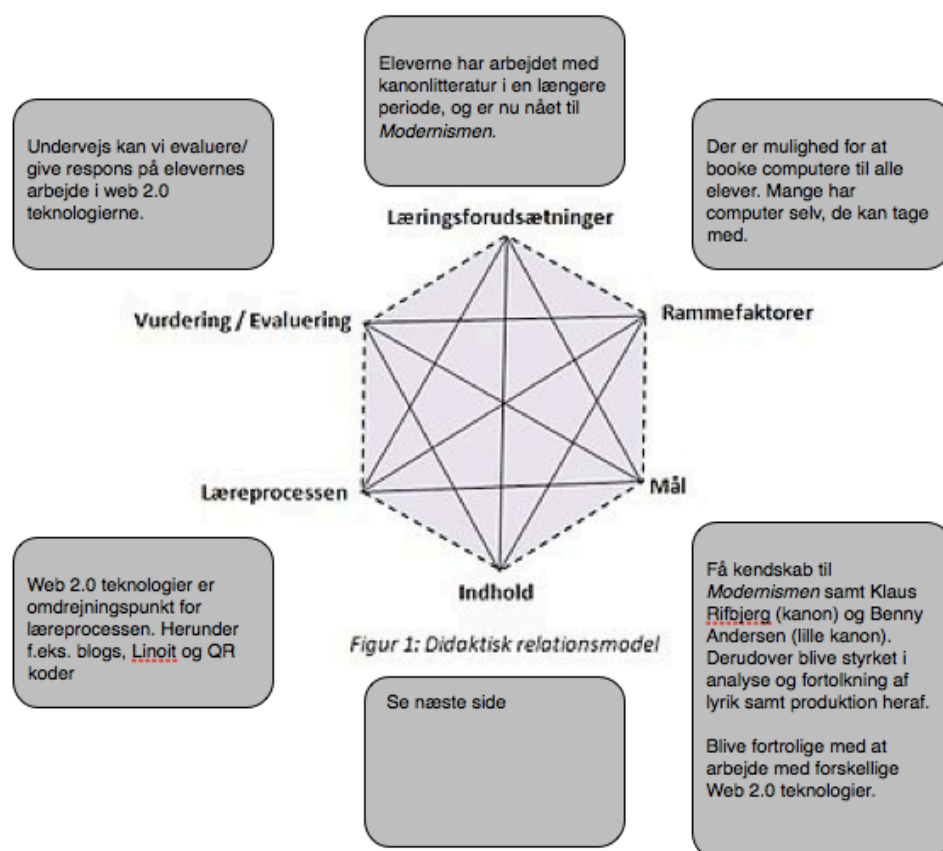 Eleverne har arbejdet med
kanonlitteratur i en længere
periode, og er nu nået til
Modernismen.
Undervejs kan vi evaluere/
give respons på elevernes
arbejde i web 2.0
teknologierne.
Der er mulighed for at
booke computere til alle
elever. Mange har
computer selv, de kan tage
med.
Læringsforudsætninger
Vurdering / Evaluering
Rammefaktorer
Læreprocessen
Mål
Indhold
Figur 1: Didaktisk relationsmodel
Web 2.0 teknologier er
omdrejningspunkt for
læreprocessen. Herunder
f.eks. blogs, Linoit og QR
koder
Se næste side
Få kendskab til
Modernismen samt Klaus
Rifbjerg (kanon) og Benny
Andersen (lille kanon).
Derudover blive styrket i
analyse og fortolkning af
lyrik samt produktion heraf.
Blive fortrolige med at
arbejde med forskellige
Web 2.0 teknologier.